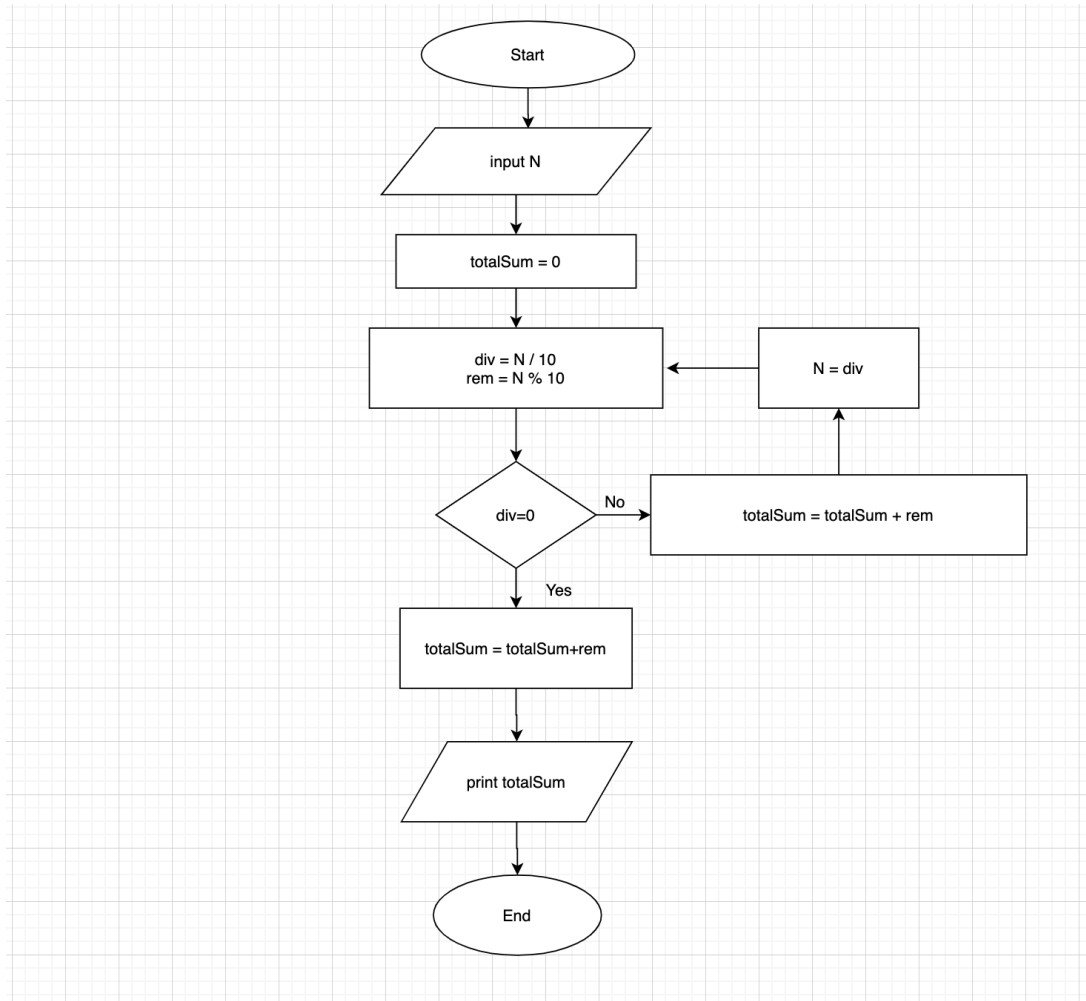 Start
input N
totalSum = 0
div = N / 10
rem = N % 10
N = div
div=0
No
totalSum = totalSum + rem
Yes
totalSum = totalSum+rem
print totalSum
End